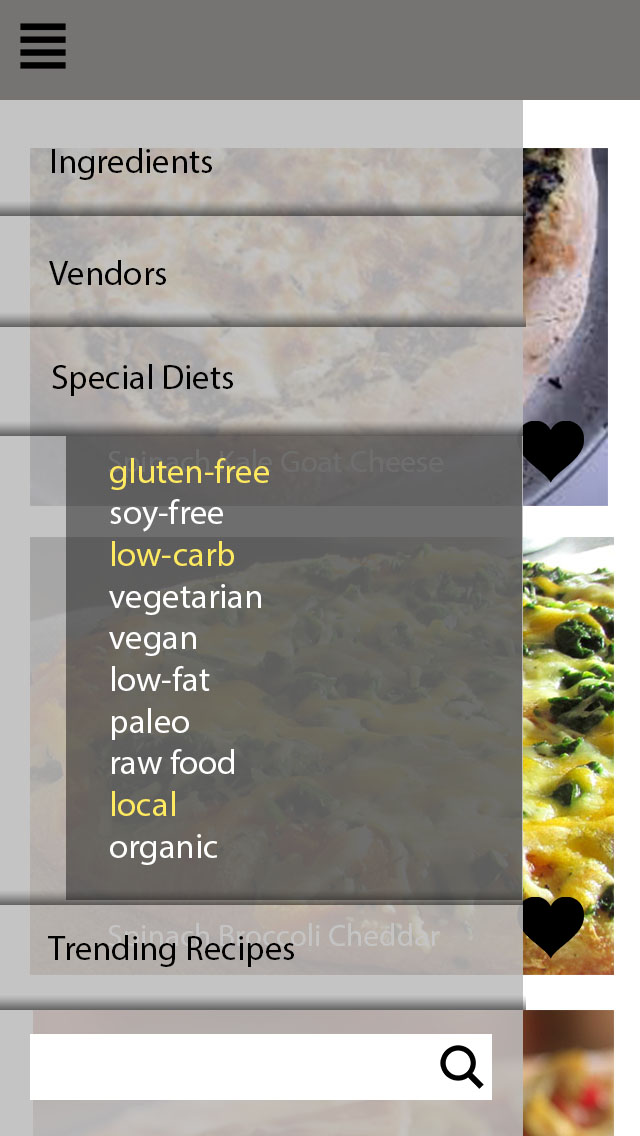 Ingredients
Vendors
Special Diets
Spinach Kale Goat Cheese
gluten-free
soy-free
low-carb
vegetarian
vegan
low-fat
paleo
raw food
local
organic
Spinach Broccoli Cheddar
Trending Recipes